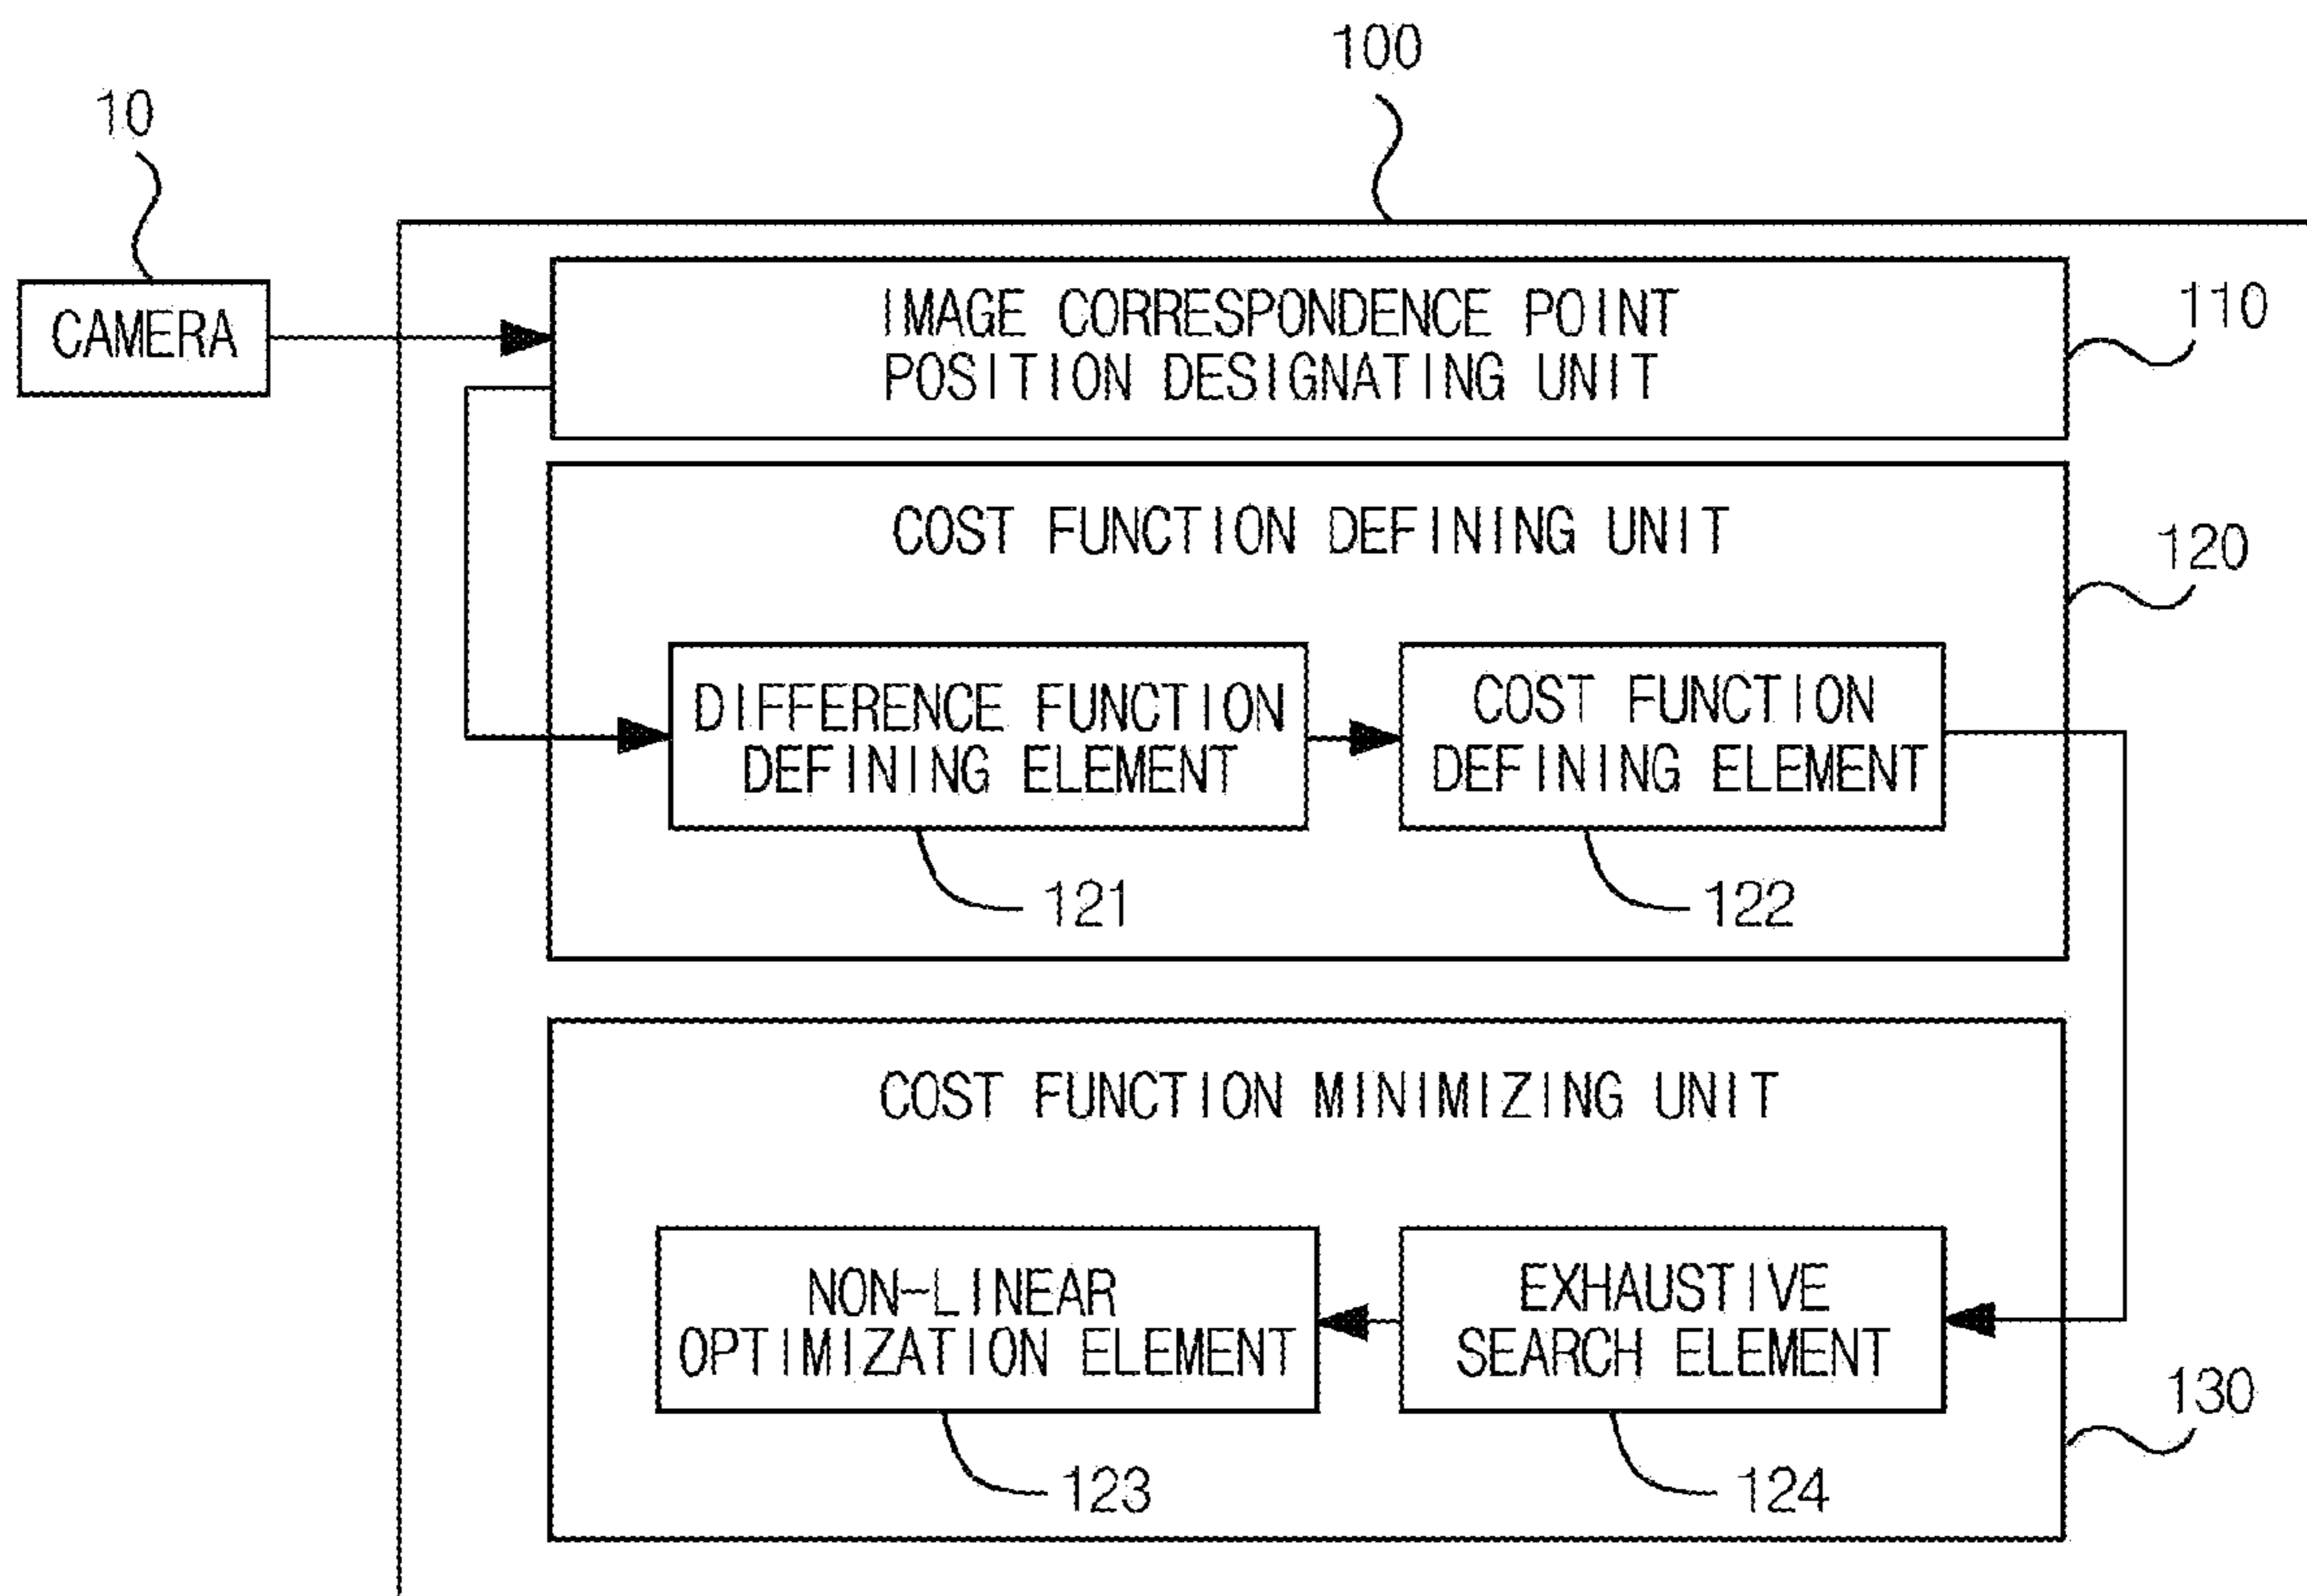 100
10
CAMERA
IMAGE CORRESPONDENCE POINT
POSITION DESIGNATING UNIT
110
COST FUNCTION DEFINING UNIT
120
DIFFERENCE FUNCTION
DEFINING ELEMENT
COST FUNCTION
DEFINING ELEMENT
121
122
COST FUNCTION MINIMIZING UNIT
NON-LINEAR
OPTIMIZATION ELEMENT
EXHAUSTIVE
SEARCH ELEMENT
130
123
124